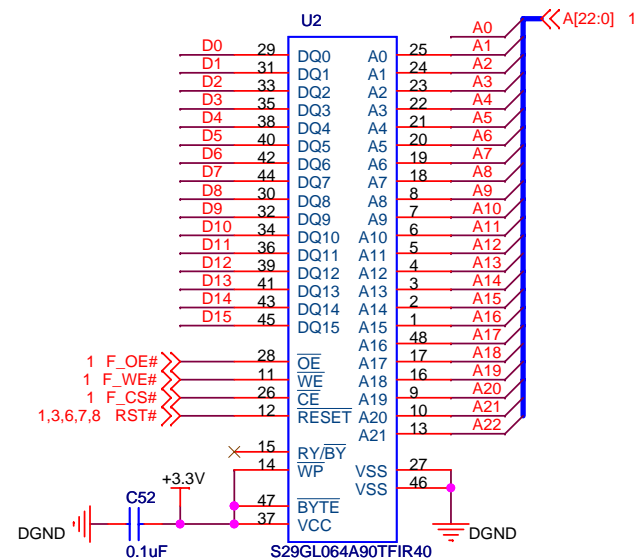 U2
A[22:0] 1
A0
D0 29 DQ0 A0 25 A1
D1 31 DQ1 A1 24 A2
D2 33 DQ2 A2 23 A3
D3 35 DQ3 A3 22 A4
D4 38 DQ4 A4 21 A5
D5 40 DQ5 A5 20 A6
D6 42 DQ6 A6 19 A7
D7 44 DQ7 A7 18 A8
D8 30 DQ8 A8 8 A9
D9 32 DQ9 A9 7 A10
D10 34 DQ10 A10 6 A11
D11 36 DQ11 A11 5 A12
D12 39 DQ12 A12 4 A13
D13 41 DQ13 A13 3 A14
D14 43 DQ14 A14 2 A15
D15 45 DQ15 A15 1 A16
A16 48 A17
1 F_OE# 28 OE A17 17 A18
1 F_WE# 11 WE A18 16 A19
1 F_CS# 26 CE A19 9 A20
1,3,6,7,8 RST# 12 RESET A20 10 A21
A21 13 A22
15 RY/BY
14 WP VSS 27
+3.3V VSS 46
C52 47 BYTE
DGND 37 VCC DGND
0.1uF
S29GL064A90TFIR40